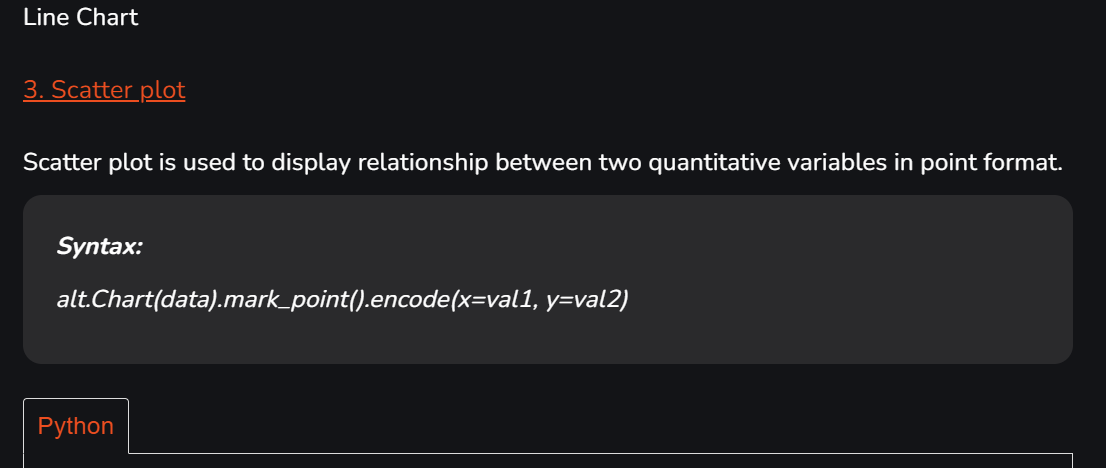 Line Chart
3. Scatter plot
Scatter plot is used to display relationship between two quantitative variables in point format.
Syntax:
alt.Chart(data).mark_point().encode(x=val1, y=val2)
Python